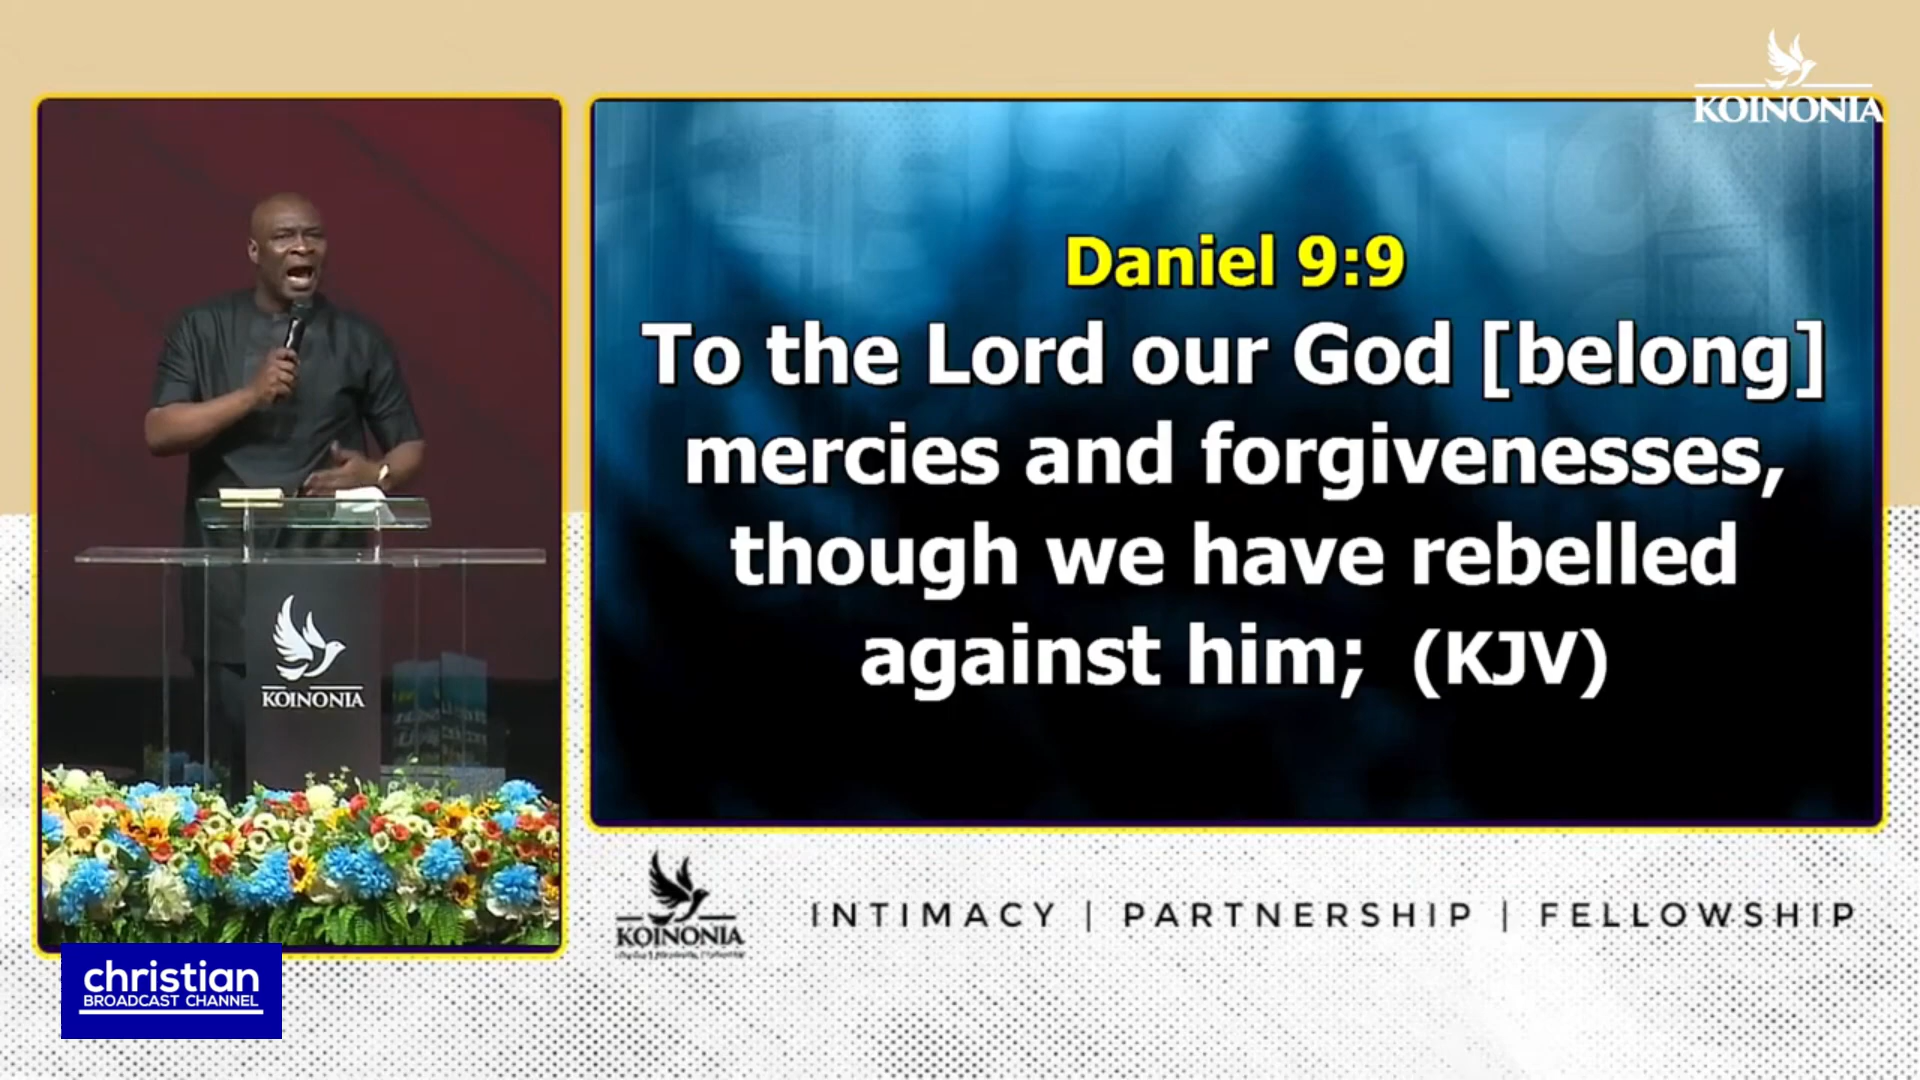 KOINONIA
Daniel 9:9
To the Lord our God [belong]
mercies and forgivenesses,
though we have rebelled
against him; (KJV)
KOINONIA
KOINONIA
INTIMACY | PARTNERSHIP | FELLOWSHIP
christian
BROADCAST CHANNEL